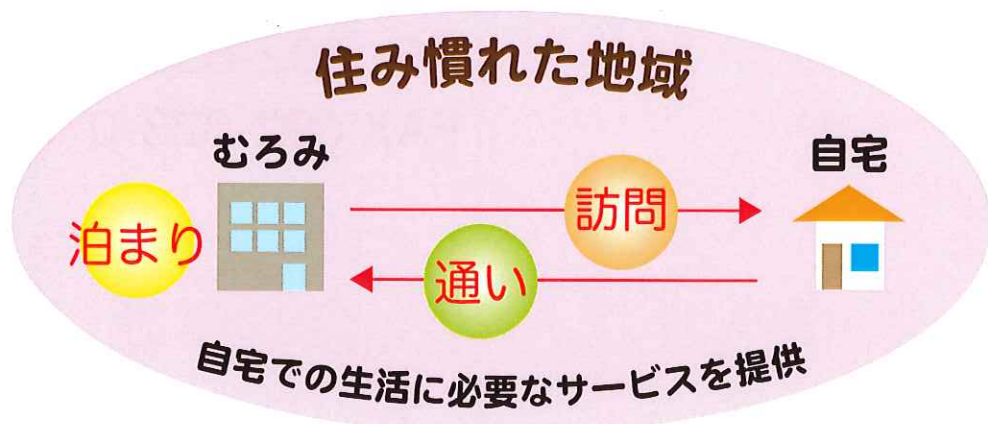 住み慣れた地域
むろみ
自宅
泊まり
訪問
通い
自宅での生活に必要なサービスを提供